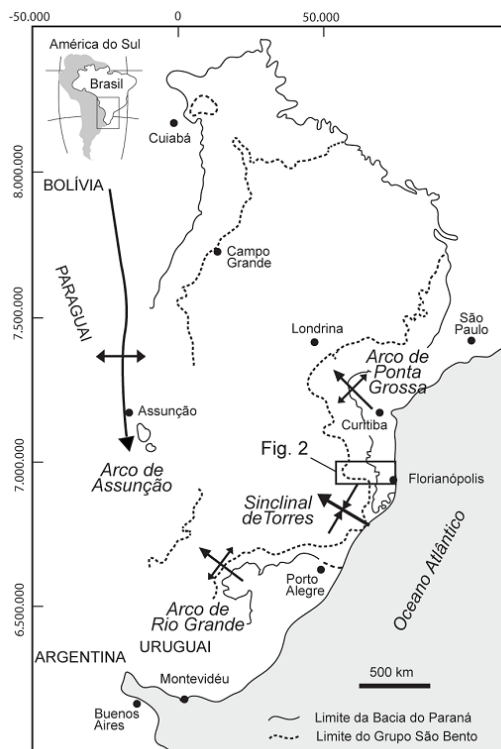 -50.000
0
50.000
América do Sul
Brasil
Cuiabá
8.000.000
BOLÍVIA
Campo
Grande
PARAGUAI
7.500.000
Londrina
São
Paulo
Arco de
Ponta
Grossa
Assunção
Curitiba
Arco de
Assunção
Fig. 2
7.000.000
Florianópolis
Sinclinal
deTorres
Oceano Atlântico
Porto
Alegre
6.500.000
Arco de
Rio Grande
URUGUAI
ARGENTINA
Montevidéu
500 km
Buenos
Aires
Limite da Bacia do Paraná
Limite do Grupo São Bento